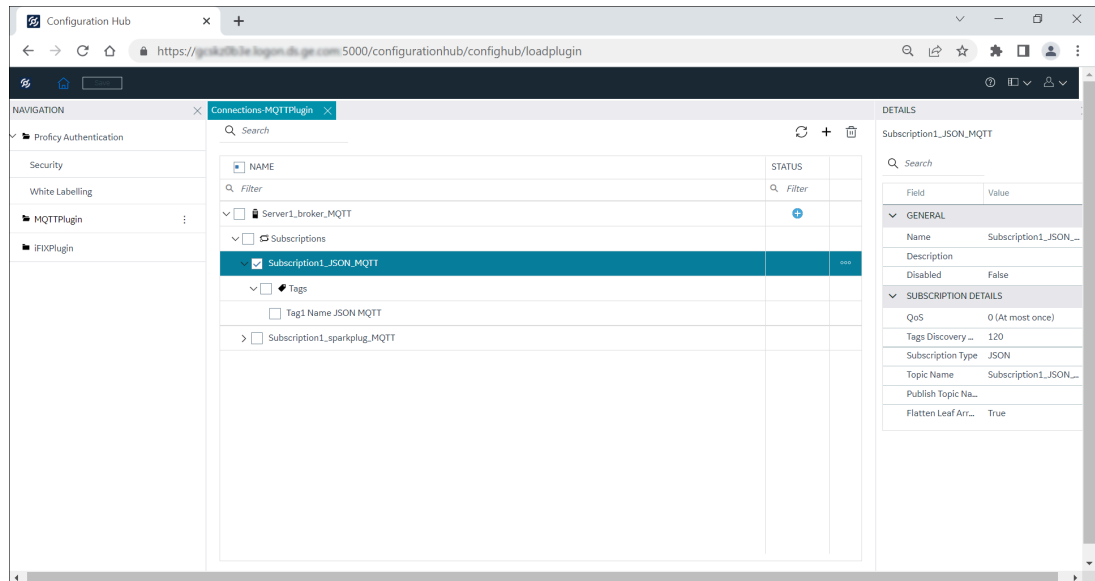 Configuration Hub
https:// :5000/configurationhub/confighub/loadplugin
NAVIGATION
Proficy Authentication
Security
White Labelling
MQTTPlugin
iFIXPlugin
Connections-MQTTPlugin
Search
NAME STATUS
Filter Filter
Server1_broker_MQTT
Subscriptions
Subscription1_JSON_MQTT
Tags
Tag1 Name JSON MQTT
Subscription1_sparkplug_MQTT
DETAILS
Subscription1_JSON_MQTT
Search
Field Value
GENERAL
Name Subscription1_JSON_...
Description
Disabled False
SUBSCRIPTION DETAILS
QoS 0 (At most once)
Tags Discovery ... 120
Subscription Type JSON
Topic Name Subscription1_JSON_...
Publish Topic Na...
Flatten Leaf Arr... True